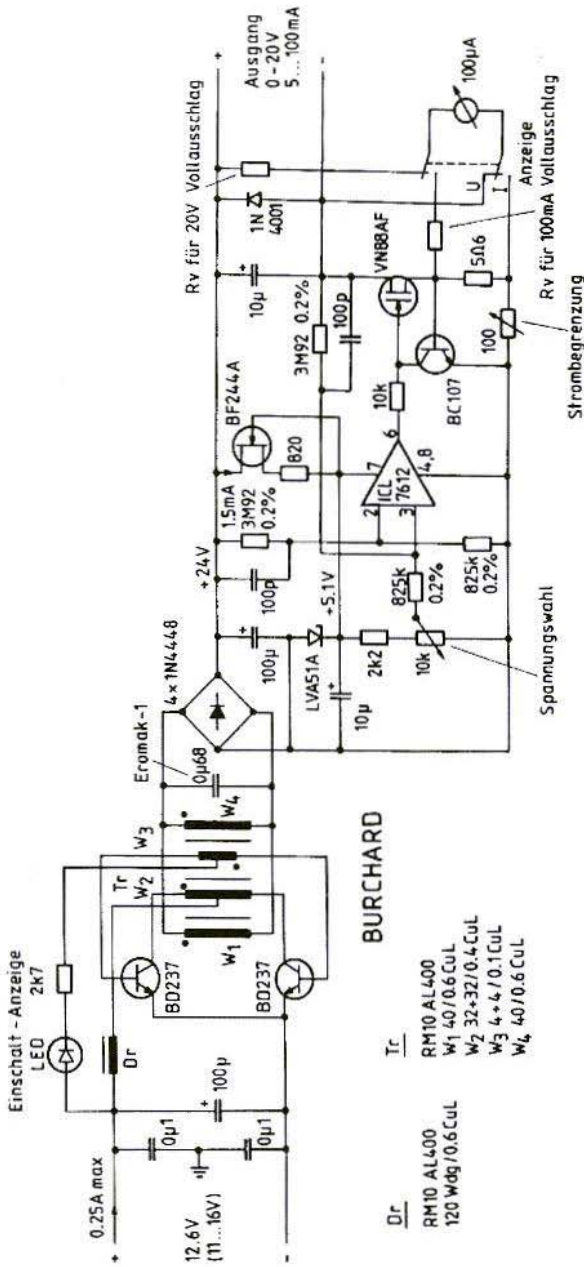 Einschalt-Anzeige
LED
2k7
0.25A max
+
12.6V
(11...16V)
-
0µ1
0µ1
+
100µ
Dr
BD237
BD237
Tr
W1
W2
W3
W4
Eromak-1
0µ68
4×1N4448
+24V
+
100µ
LVA51A
+5.1V
+
10µ
2k2
10k
Spannungswahl
100p
1.5mA
3M92
0.2%
BF244A
820
825k
0.2%
825k
0.2%
2
3
ICL
7612
7
6
4,8
10k
BC107
VN88AF
3M92 0.2%
100p
+
10µ
1N
4001
Rv für 20V Vollausschlag
+
Ausgang
0-20V
5...100mA
-
100µA
Anzeige
U
I
Rv für 100mA Vollausschlag
5Ω6
100
Strombegrenzung
BURCHARD
Dr
RM10 AL400
120 Wdg/0.6CuL
Tr
RM10 AL400
W1 40/0.6CuL
W2 32+32/0.4CuL
W3 4+4/0.1CuL
W4 40/0.6CuL